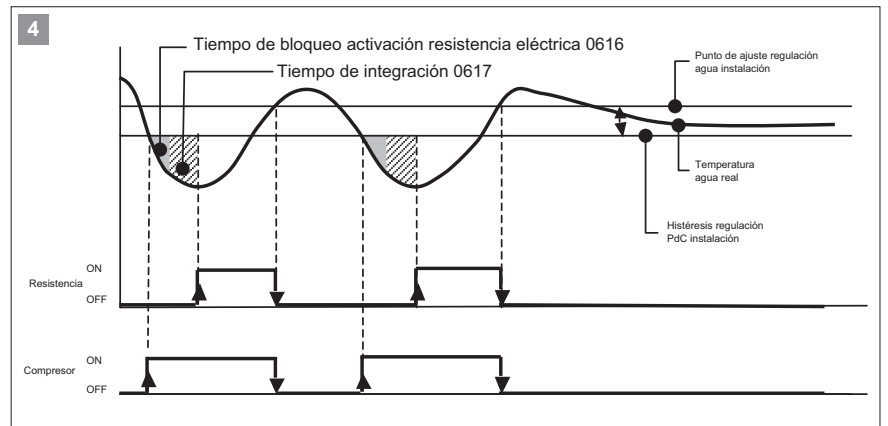 4
Tiempo de bloqueo activación resistencia eléctrica 0616
Tiempo de integración 0617
Punto de ajuste regulación
agua instalación
Temperatura
agua real
Histéresis regulación
PdC instalación
ON
Resistencia
OFF
ON
Compresor
OFF